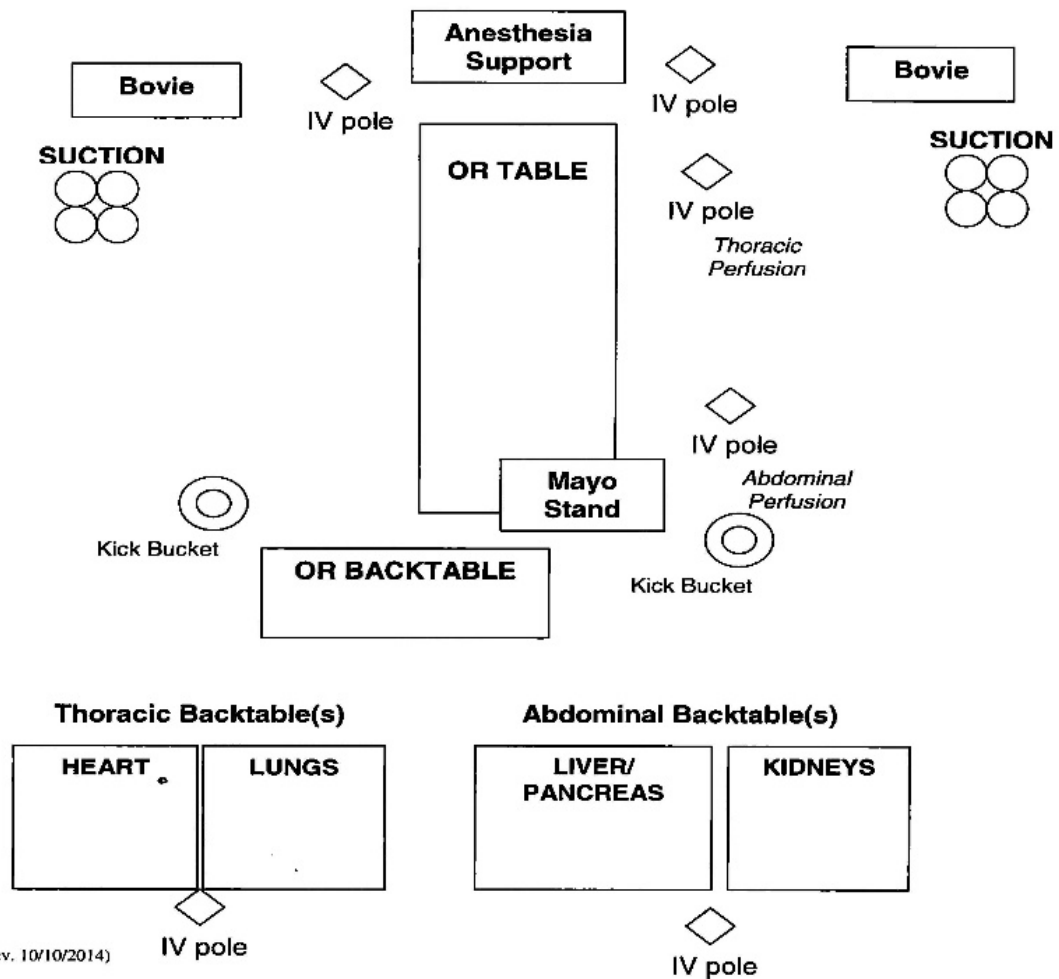 Anesthesia
Support
Bovie
IV pole
IV pole
Bovie
SUCTION
OR TABLE
IV pole
Thoracic
Perfusion
SUCTION
IV pole
Abdominal
Perfusion
Mayo
Stand
Kick Bucket
Kick Bucket
OR BACKTABLE
Thoracic Backtable(s)
Abdominal Backtable(s)
HEART
LUNGS
LIVER/
PANCREAS
KIDNEYS
IV pole
IV pole
v. 10/10/2014)